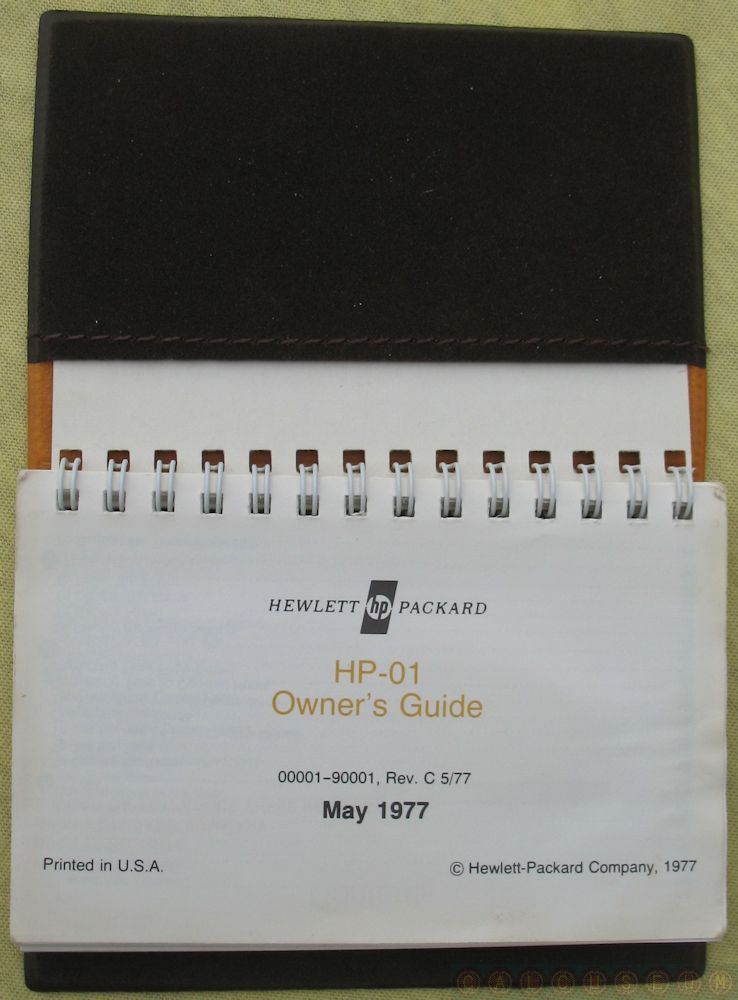 HEWLETT hp PACKARD
HP-01
Owner's Guide
00001-90001, Rev. C 5/77
May 1977
Printed in U.S.A.
© Hewlett-Packard Company, 1977
CALCUSEUM